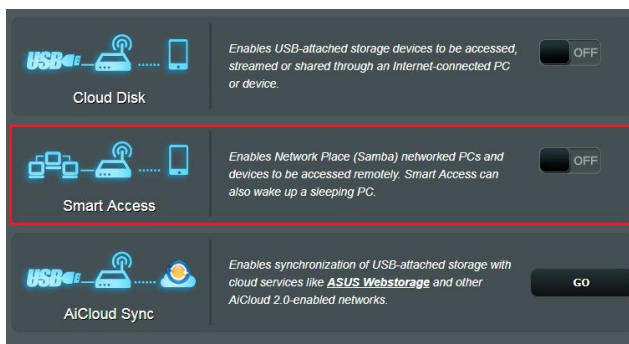 Enables USB-attached storage devices to be accessed,
streamed or shared through an Internet-connected PC
or device.
OFF
USB
Cloud Disk
Enables Network Place (Samba) networked PCs and
devices to be accessed remotely. Smart Access can
also wake up a sleeping PC.
OFF
Smart Access
Enables synchronization of USB-attached storage with
cloud services like ASUS Webstorage and other
AiCloud 2.0-enabled networks.
GO
USB
AiCloud Sync